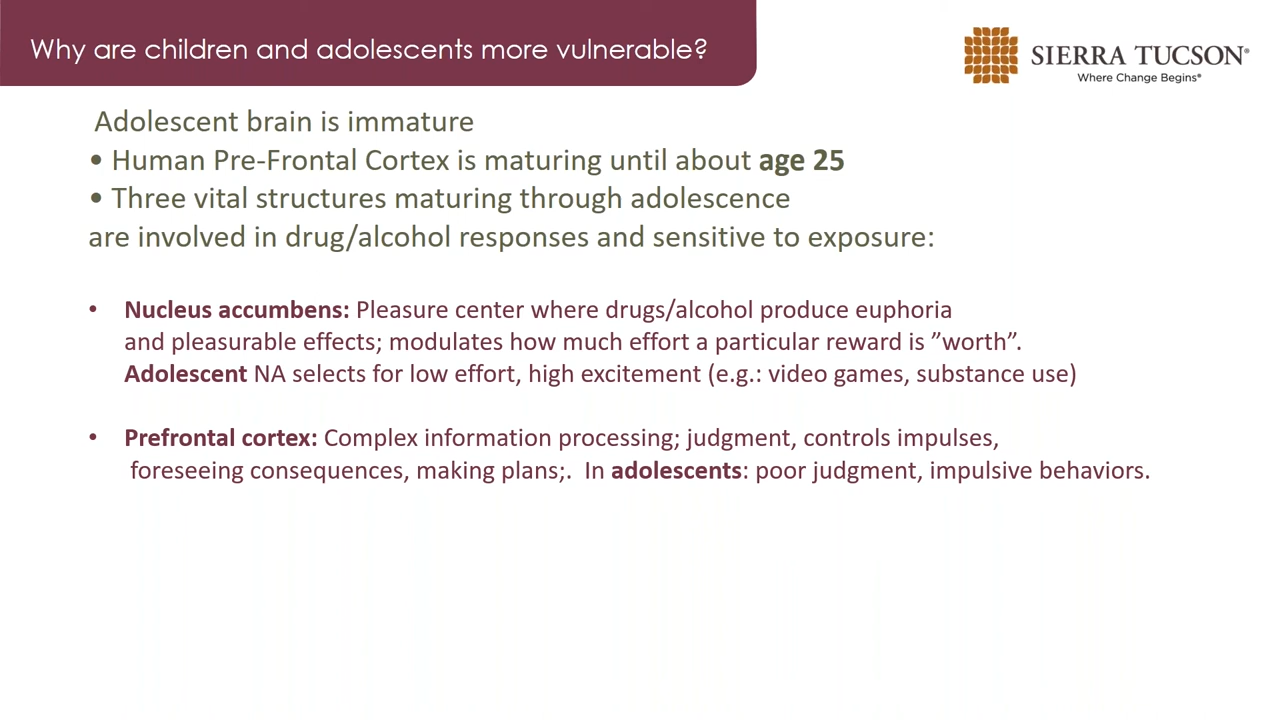 Why are children and adolescents more vulnerable?
SIERRA TUCSON®
Where Change Begins®
Adolescent brain is immature
• Human Pre-Frontal Cortex is maturing until about age 25
• Three vital structures maturing through adolescence
are involved in drug/alcohol responses and sensitive to exposure:
• Nucleus accumbens: Pleasure center where drugs/alcohol produce euphoria
and pleasurable effects; modulates how much effort a particular reward is ”worth”.
Adolescent NA selects for low effort, high excitement (e.g.: video games, substance use)
• Prefrontal cortex: Complex information processing; judgment, controls impulses,
foreseeing consequences, making plans;. In adolescents: poor judgment, impulsive behaviors.